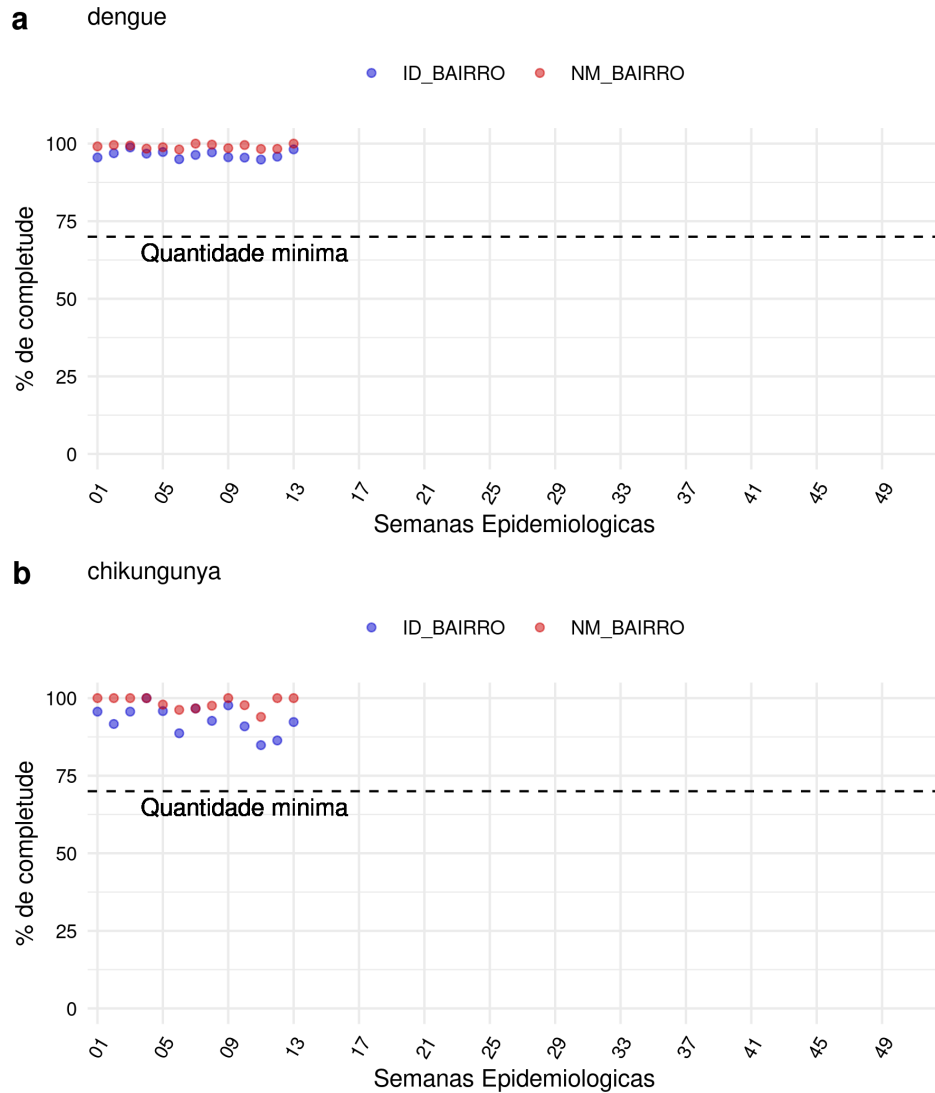 a dengue
ID_BAIRRO NM_BAIRRO
100
75
Quantidade minima
50
25
0
% de completude
01 05 09 13 17 21 25 29 33 37 41 45 49
Semanas Epidemiologicas
b chikungunya
ID_BAIRRO NM_BAIRRO
100
75
Quantidade minima
50
25
0
% de completude
01 05 09 13 17 21 25 29 33 37 41 45 49
Semanas Epidemiologicas